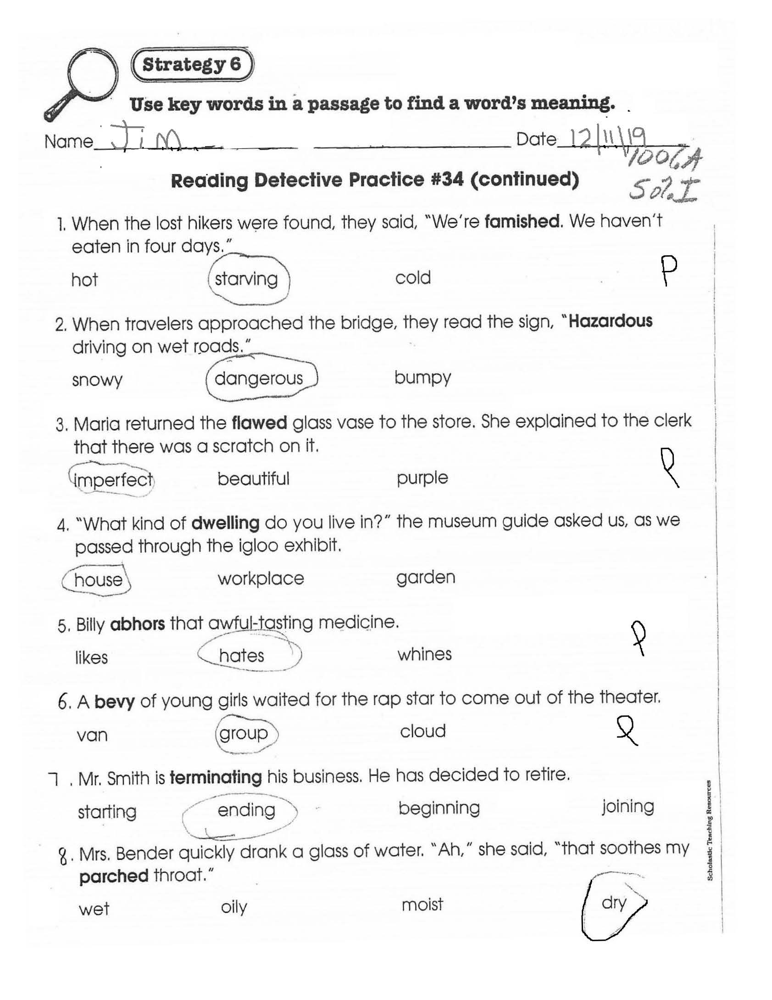 Strategy 6
Use key words in a passage to find a word's meaning.
Name Jim Date 12/11/19
100% A
50% I
Reading Detective Practice #34 (continued)
1. When the lost hikers were found, they said, "We're famished. We haven't
eaten in four days."
hot starving cold P
2. When travelers approached the bridge, they read the sign, "Hazardous
driving on wet roads."
snowy dangerous bumpy
3. Maria returned the flawed glass vase to the store. She explained to the clerk
that there was a scratch on it.
imperfect beautiful purple P
4. "What kind of dwelling do you live in?" the museum guide asked us, as we
passed through the igloo exhibit.
house workplace garden
5. Billy abhors that awful-tasting medicine.
likes hates whines P
6. A bevy of young girls waited for the rap star to come out of the theater.
van group cloud P
7. Mr. Smith is terminating his business. He has decided to retire.
starting ending beginning joining
8. Mrs. Bender quickly drank a glass of water. "Ah," she said, "that soothes my
parched throat."
wet oily moist dry
Scholastic Teaching Resources